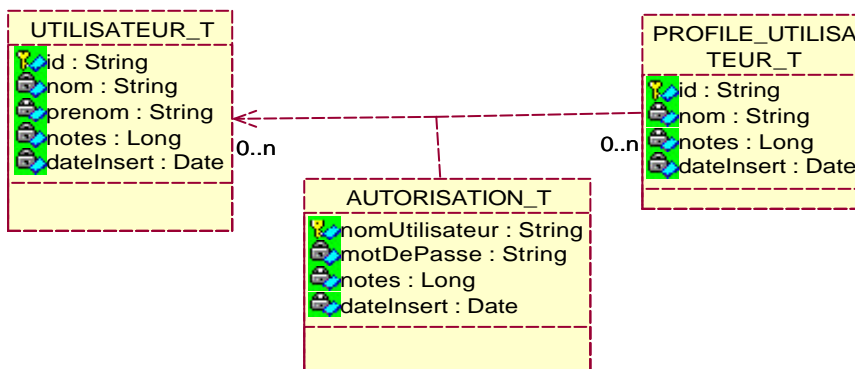 UTILISATEUR_T
id : String
nom : String
prenom : String
notes : Long
dateInsert : Date
0..n
PROFILE_UTILISA
TEUR_T
id : String
nom : String
notes : Long
dateInsert : Date
0..n
AUTORISATION_T
nomUtilisateur : String
motDePasse : String
notes : Long
dateInsert : Date